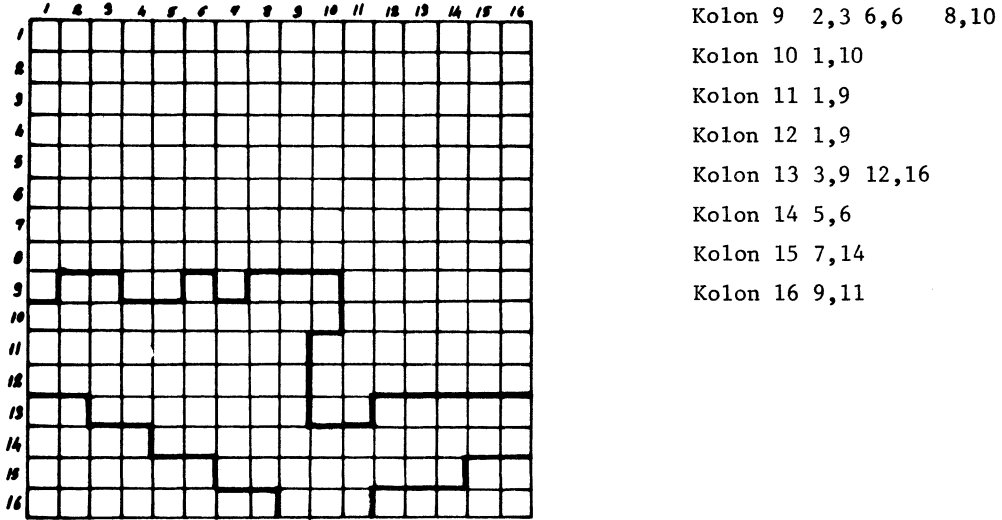 1 2 3 4 5 6 7 8 9 10 11 12 13 14 15 16
1
2
3
4
5
6
7
8
9
10
11
12
13
14
15
16
Kolon 9 2,3 6,6 8,10
Kolon 10 1,10
Kolon 11 1,9
Kolon 12 1,9
Kolon 13 3,9 12,16
Kolon 14 5,6
Kolon 15 7,14
Kolon 16 9,11